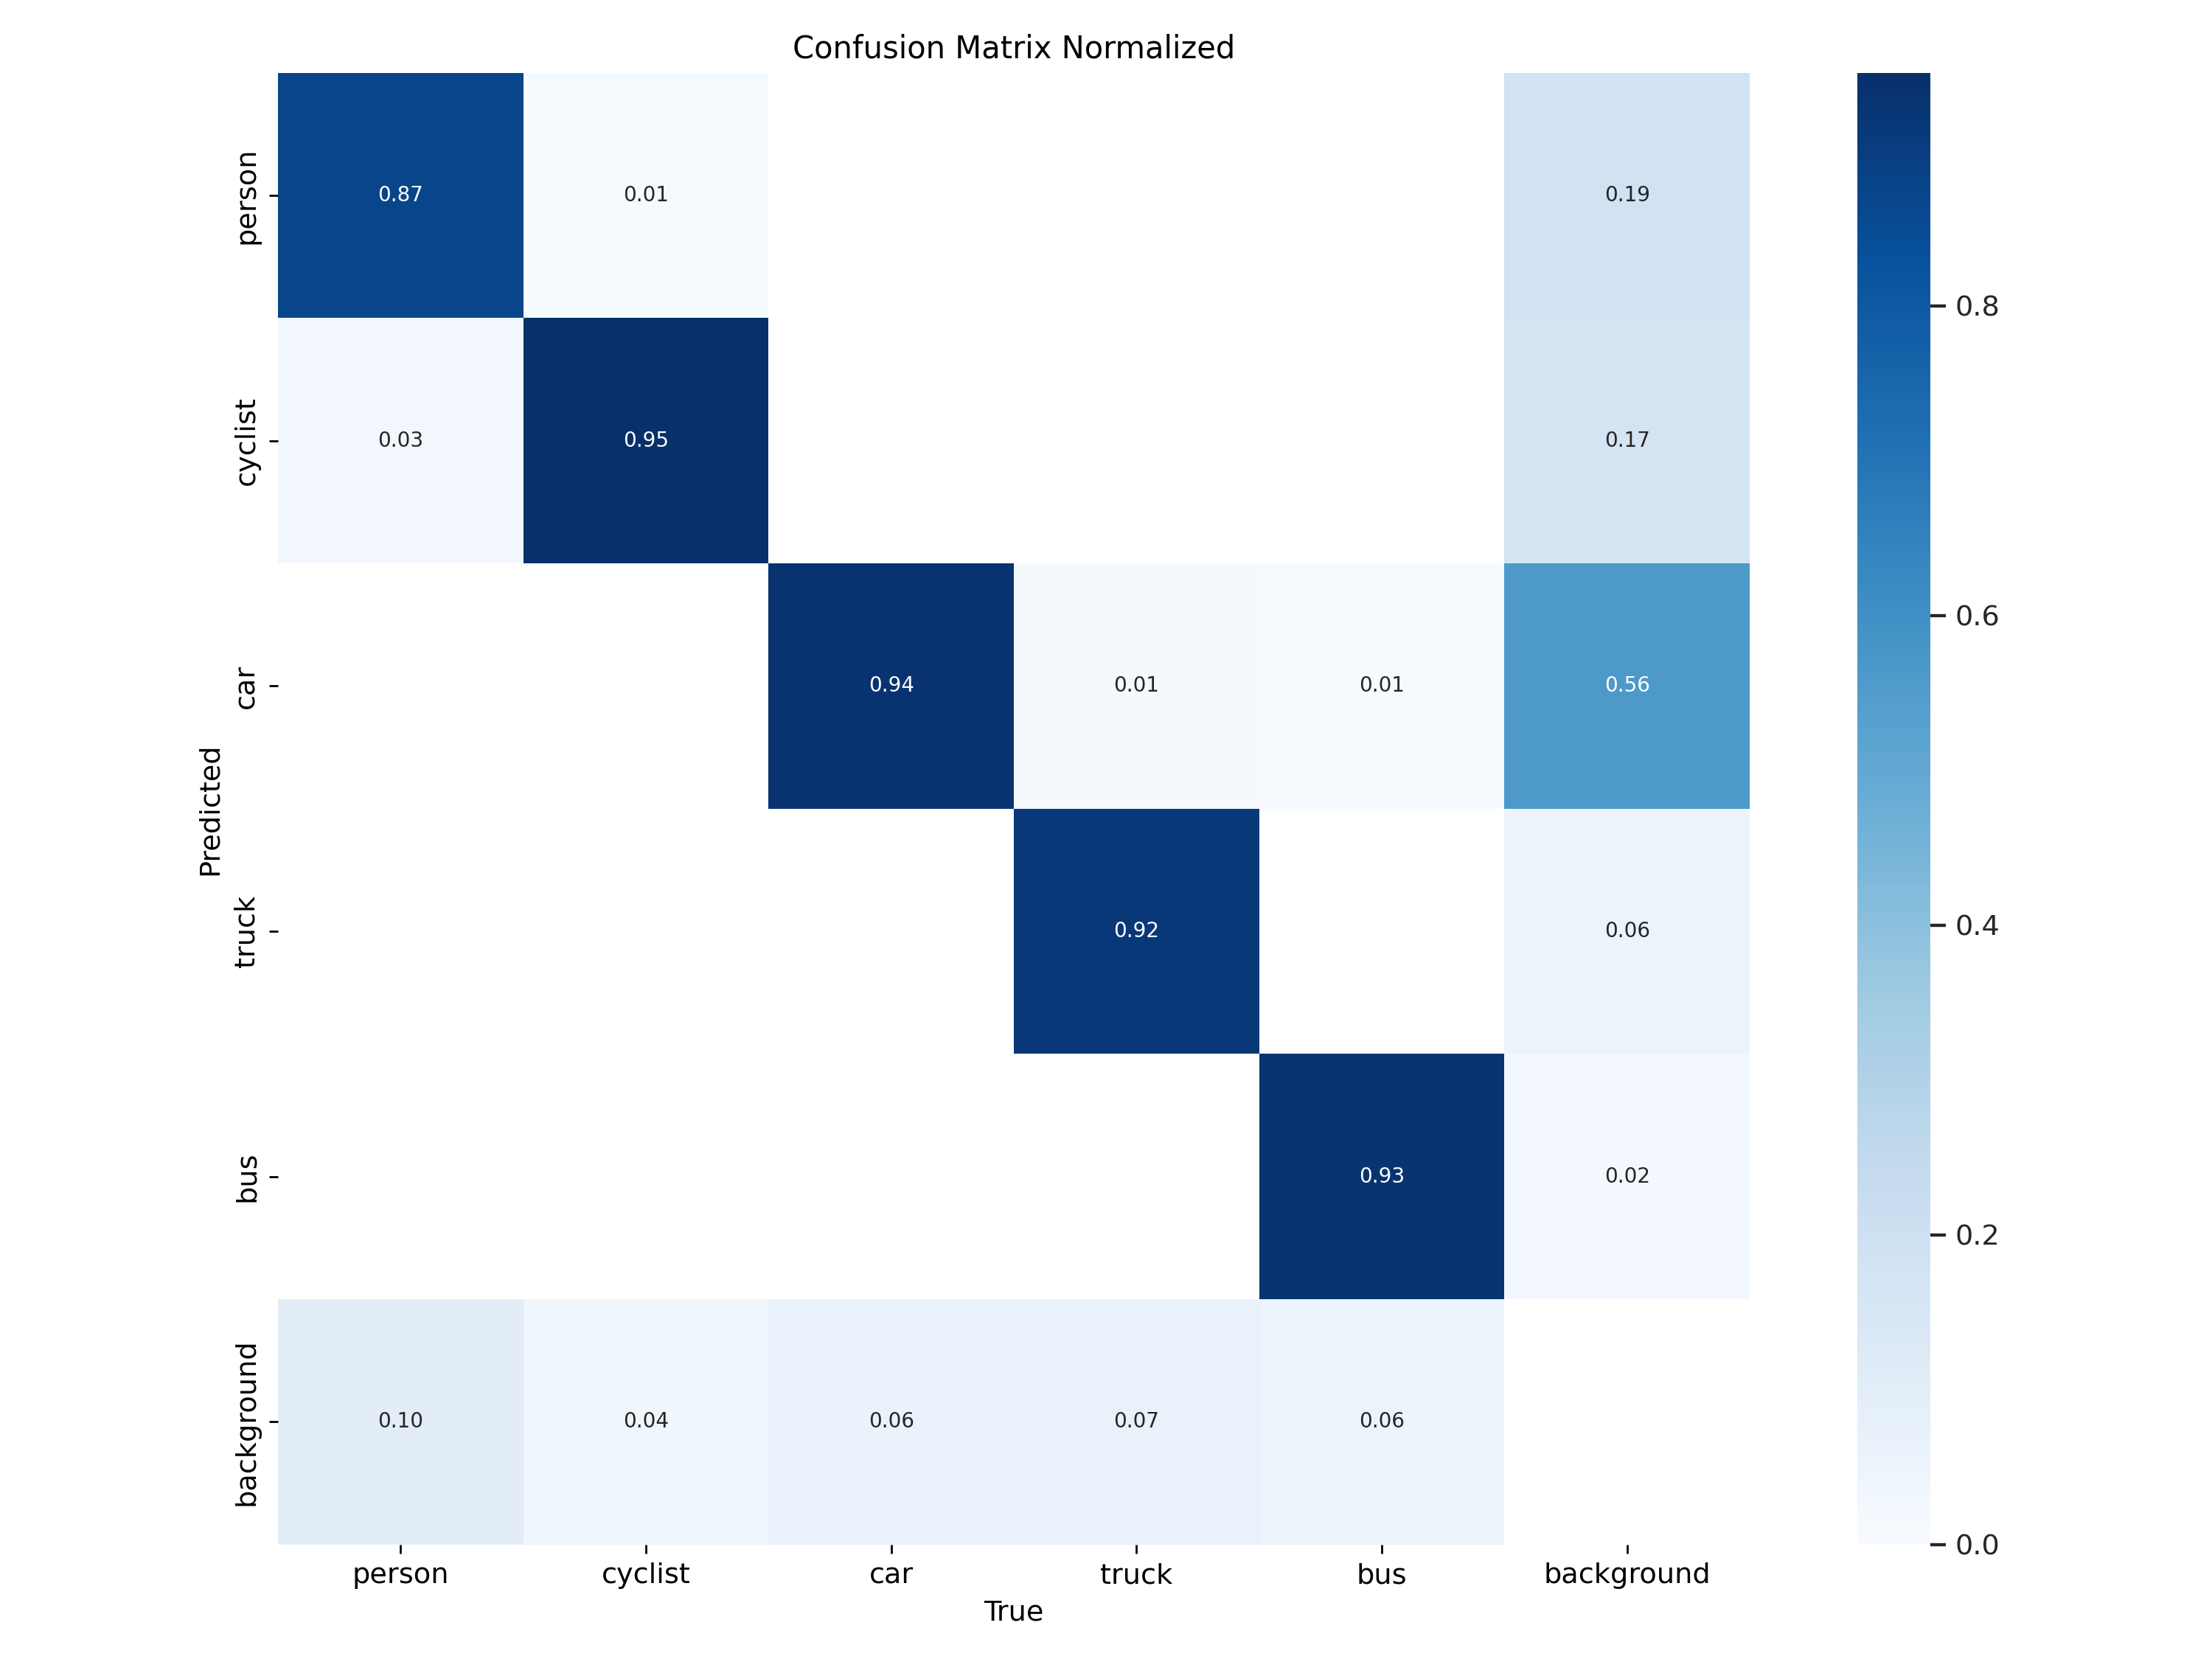 Confusion Matrix Normalized
person
0.87
0.01
0.19
cyclist
0.03
0.95
0.17
car
0.94
0.01
0.01
0.56
truck
0.92
0.06
bus
0.93
0.02
background
0.10
0.04
0.06
0.07
0.06
Predicted
person
cyclist
car
truck
bus
background
True
0.8
0.6
0.4
0.2
0.0